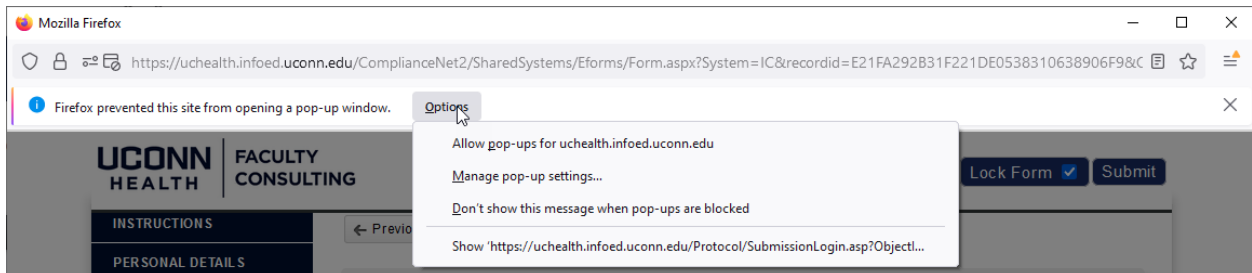 Mozilla Firefox
https://uchealth.infoed.uconn.edu/ComplianceNet2/SharedSystems/Eforms/Form.aspx?System=IC&recordid=E21FA292B31F221DE0538310638906F9&C
Firefox prevented this site from opening a pop-up window. Options
Allow pop-ups for uchealth.infoed.uconn.edu
Manage pop-up settings...
Don't show this message when pop-ups are blocked
Show 'https://uchealth.infoed.uconn.edu/Protocol/SubmissionLogin.asp?ObjectI...
UCONN FACULTY
HEALTH CONSULTING
Lock Form Submit
INSTRUCTIONS
← Previo
PERSONAL DETAILS